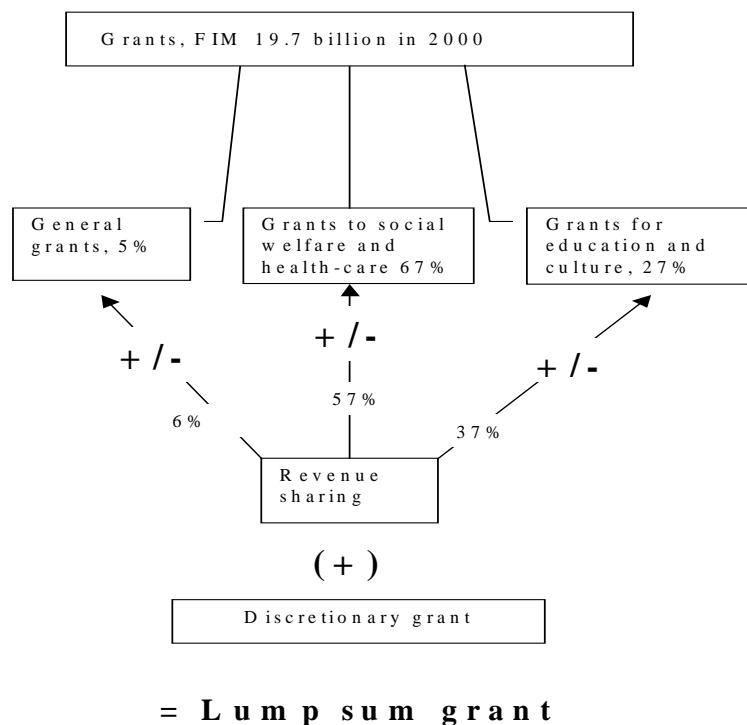 Grants, FIM 19.7 billion in 2000
General
grants, 5%
Grants to social
welfare and
health-care 67%
Grants for
education and
culture, 27%
+/-
+/-
+/-
6%
57%
37%
Revenue
sharing
(+)
Discretionary grant
= Lump sum grant